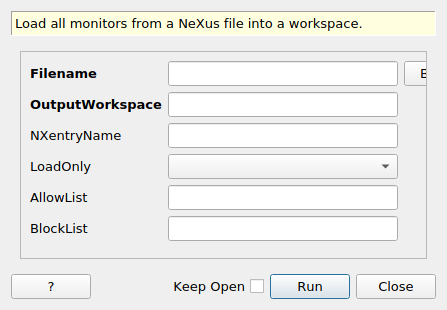 Load all monitors from a NeXus file into a workspace.
Filename
OutputWorkspace
NXentryName
LoadOnly
AllowList
BlockList
? Keep Open Run Close